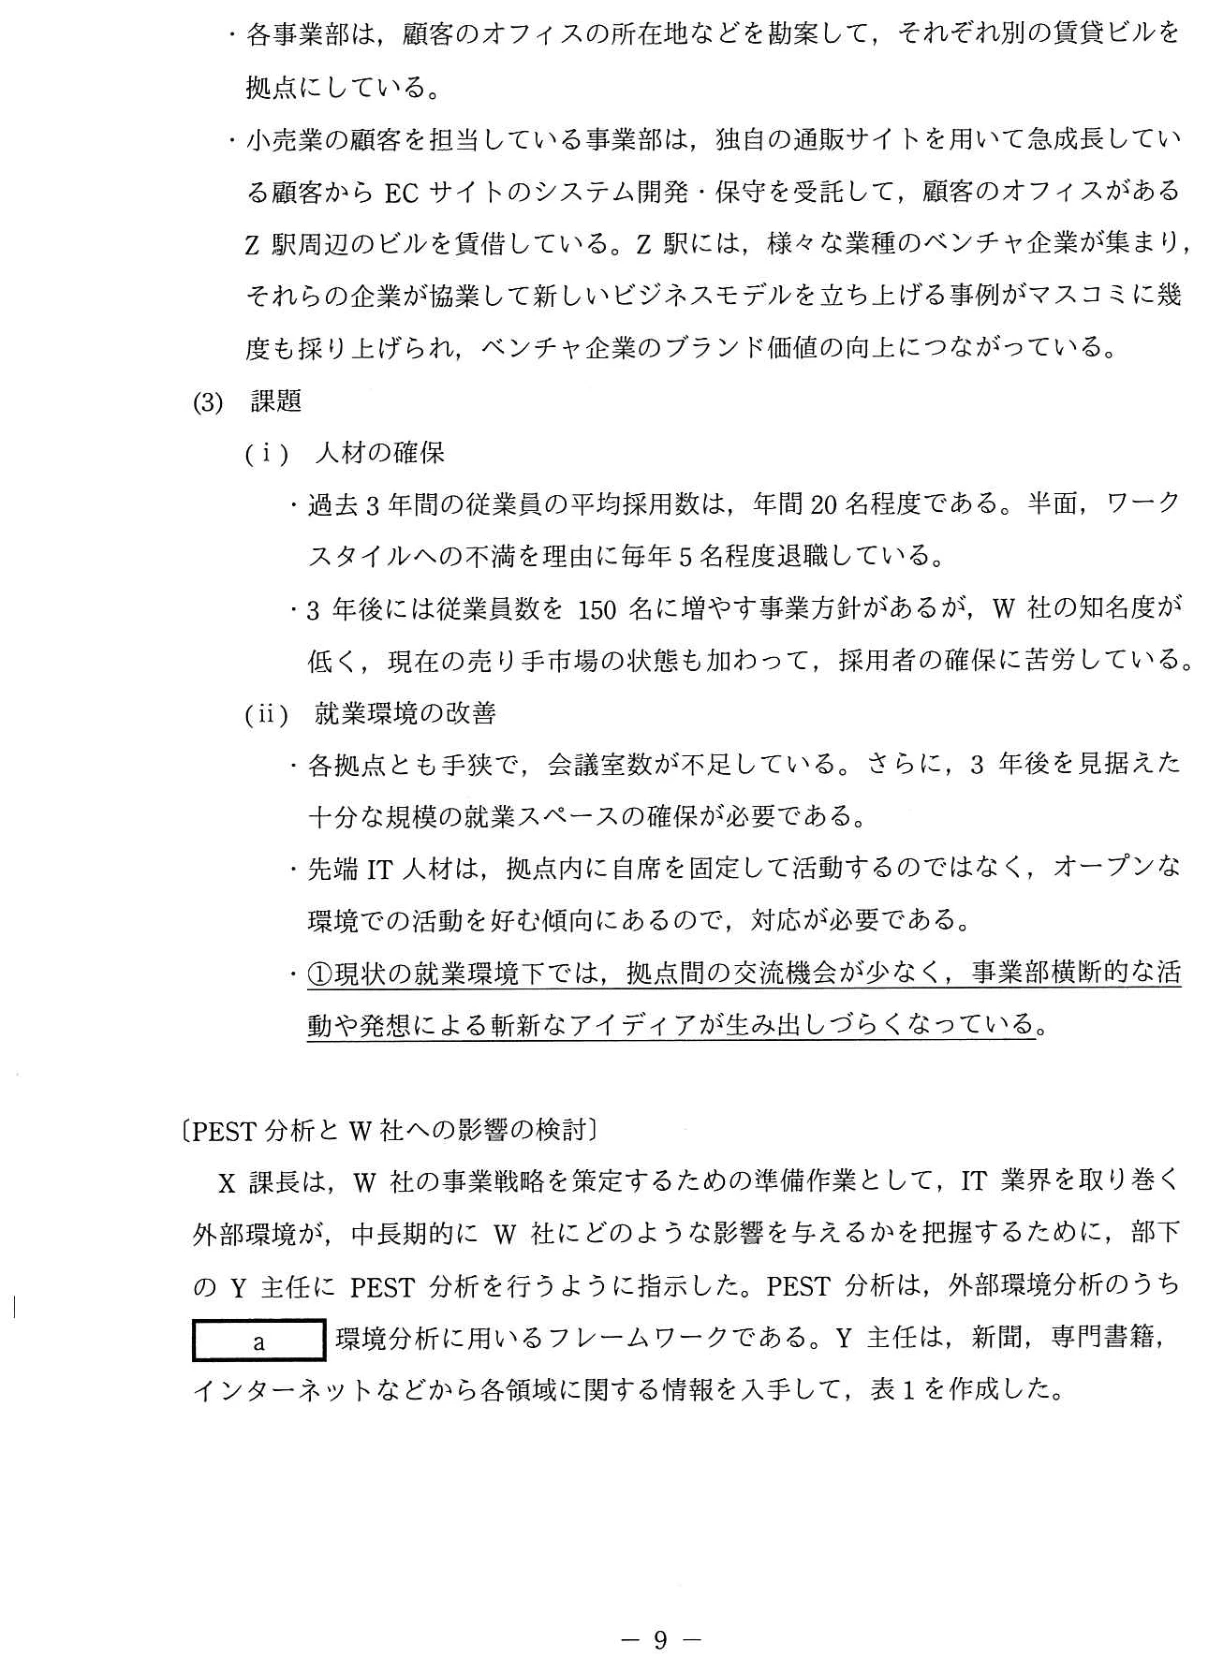 ・各事業部は，顧客のオフィスの所在地などを勘案して，それぞれ別の賃貸ビルを
拠点にしている。
・小売業の顧客を担当している事業部は，独自の通販サイトを用いて急成長してい
る顧客から EC サイトのシステム開発・保守を受託して，顧客のオフィスがある
Z 駅周辺のビルを賃借している。Z 駅には，様々な業種のベンチャ企業が集まり，
それらの企業が協業して新しいビジネスモデルを立ち上げる事例がマスコミに幾
度も採り上げられ，ベンチャ企業のブランド価値の向上につながっている。
(3) 課題
(ⅰ) 人材の確保
・過去 3 年間の従業員の平均採用数は，年間 20 名程度である。半面，ワーク
スタイルへの不満を理由に毎年 5 名程度退職している。
・3 年後には従業員数を 150 名に増やす事業方針があるが，W 社の知名度が
低く，現在の売り手市場の状態も加わって，採用者の確保に苦労している。
(ⅱ) 就業環境の改善
・各拠点とも手狭で，会議室数が不足している。さらに，3 年後を見据えた
十分な規模の就業スペースの確保が必要である。
・先端 IT 人材は，拠点内に自席を固定して活動するのではなく，オープンな
環境での活動を好む傾向にあるので，対応が必要である。
・①現状の就業環境下では，拠点間の交流機会が少なく，事業部横断的な活
動や発想による斬新なアイディアが生み出しづらくなっている。
〔PEST 分析と W 社への影響の検討〕
X 課長は，W 社の事業戦略を策定するための準備作業として，IT 業界を取り巻く
外部環境が，中長期的に W 社にどのような影響を与えるかを把握するために，部下
の Y 主任に PEST 分析を行うように指示した。PEST 分析は，外部環境分析のうち
a 環境分析に用いるフレームワークである。Y 主任は，新聞，専門書籍，
インターネットなどから各領域に関する情報を入手して，表 1 を作成した。
－ 9 －